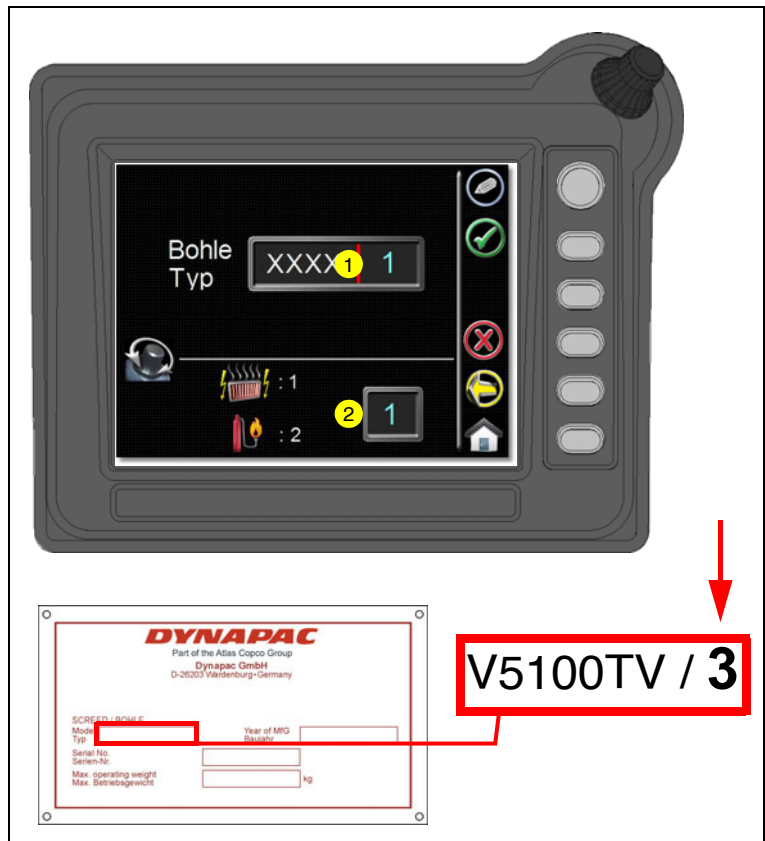 Bohle
Typ
XXXX 1 1
: 1
: 2
2 1
DYNAPAC
Part of the Atlas Copco Group
Dynapac GmbH
D-26203 Wardenburg•Germany
SCREED / BOHLE
Year of MfG
Typ
Baujahr
Serial No.
Serien-Nr.
Max. operating weight
Max. Betriebsgewicht
kg
V5100TV / 3